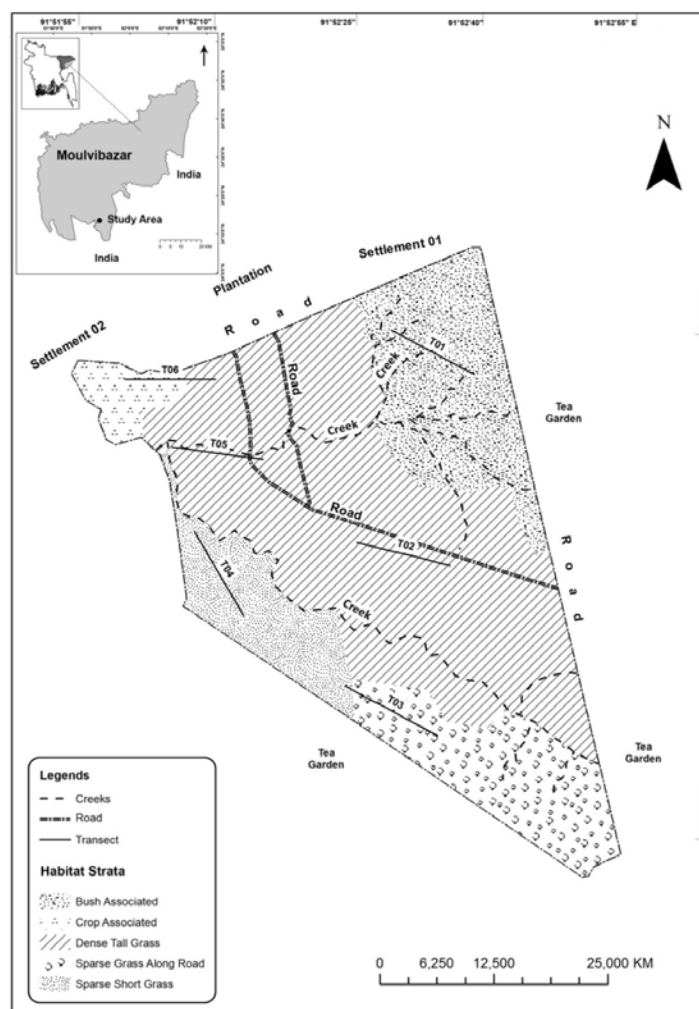 91°51'55"
91°52'10"
91°52'25"
91°52'40"
91°52'55" E
Moulvibazar
India
Study Area
India
N
Settlement 01
Plantation
Road
Settlement 02
T01
T06
Road
Creek
Creek
T05
Tea
Garden
Road
T02
Road
T04
Creek
T03
Tea
Garden
Tea
Garden
Legends
Creeks
Road
Transect
Habitat Strata
Bush Associated
Crop Associated
Dense Tall Grass
Sparse Grass Along Road
Sparse Short Grass
0 6,250 12,500 25,000 KM